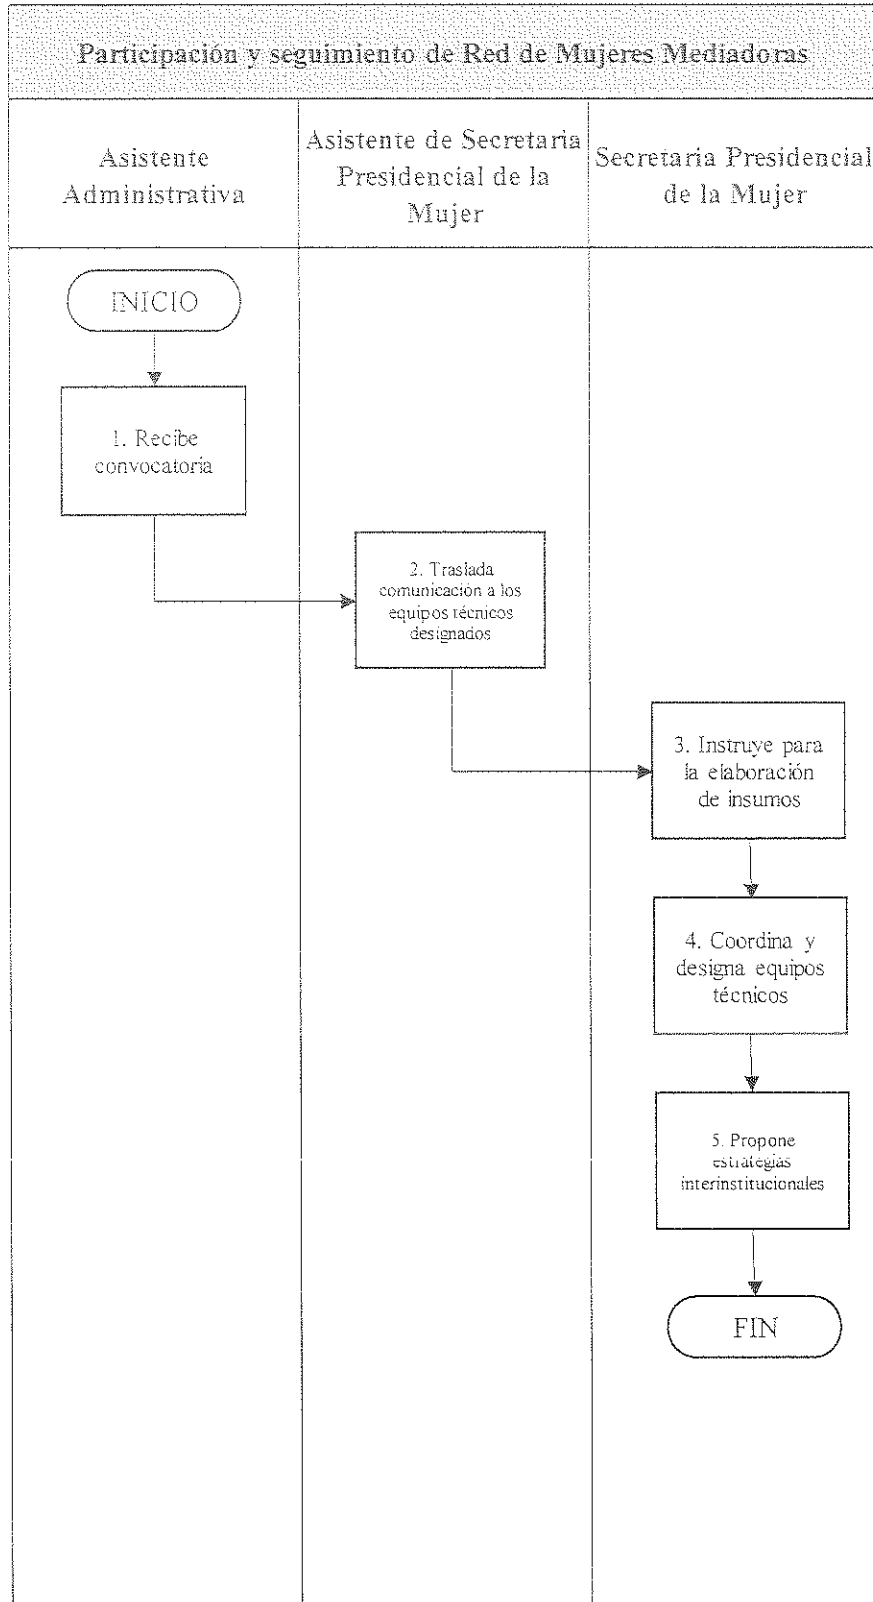 Participación y seguimiento de Red de Mujeres Mediadoras
Asistente
Administrativa
Asistente de Secretaria
Presidencial de la
Mujer
Secretaria Presidencial
de la Mujer
INICIO
1. Recibe
convocatoria
2. Traslada
comunicación a los
equipos técnicos
designados
3. Instruye para
la elaboración
de insumos
4. Coordina y
designa equipos
técnicos
5. Propone
estrategias
interinstitucionales
FIN